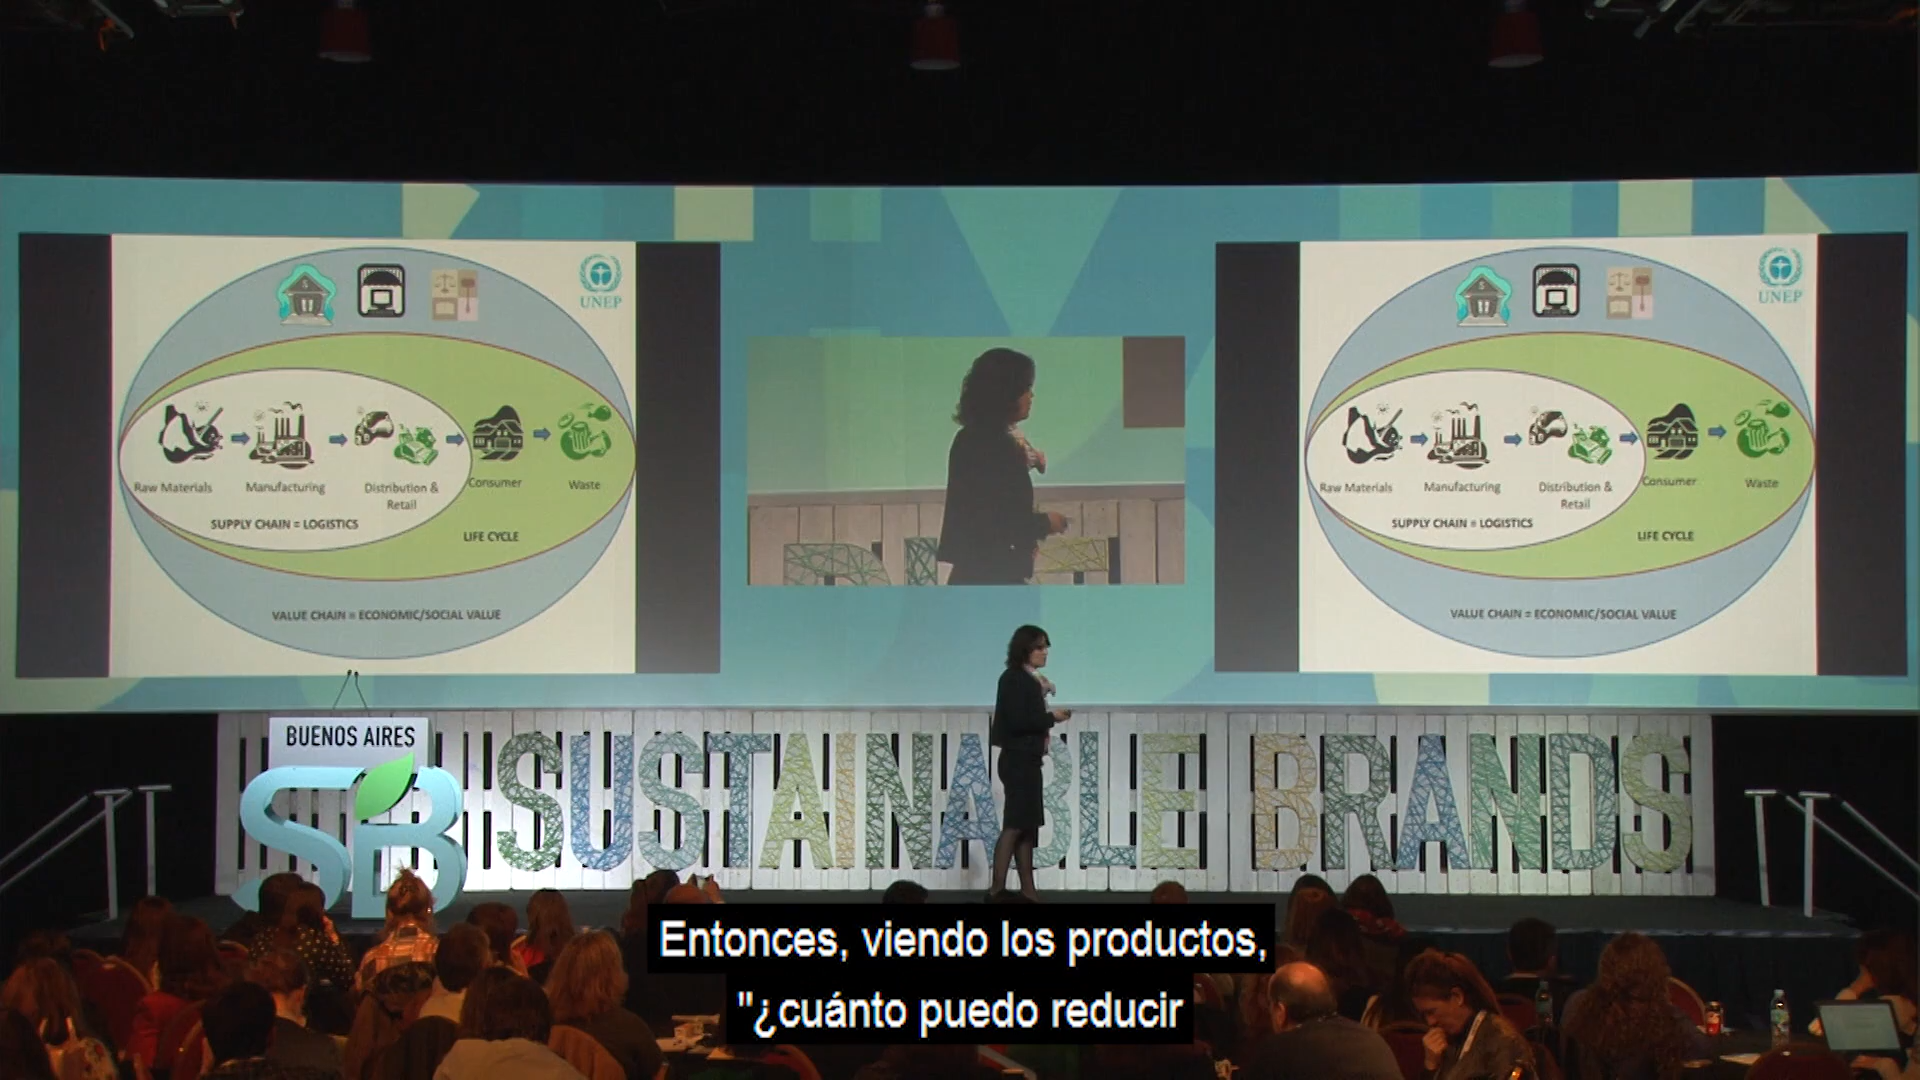 UNEP
Raw Materials
Manufacturing
Distribution &
Retail
Consumer
Waste
SUPPLY CHAIN = LOGISTICS
LIFE CYCLE
VALUE CHAIN = ECONOMIC/SOCIAL VALUE
UNEP
Raw Materials
Manufacturing
Distribution &
Retail
Consumer
Waste
SUPPLY CHAIN = LOGISTICS
LIFE CYCLE
VALUE CHAIN = ECONOMIC/SOCIAL VALUE
BUENOS AIRES
SB
SUSTAINABLE BRANDS
Entonces, viendo los productos,
"¿cuánto puedo reducir